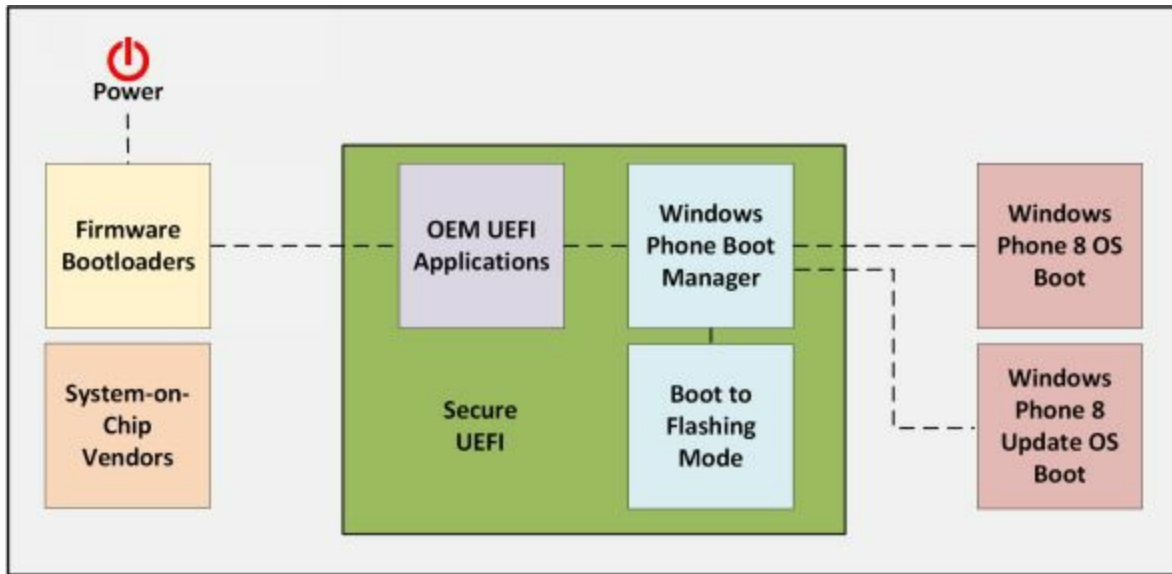 Power
Firmware
Bootloaders
OEM UEFI
Applications
Windows
Phone Boot
Manager
Windows
Phone 8 OS
Boot
System-on-
Chip
Vendors
Secure
UEFI
Boot to
Flashing
Mode
Windows
Phone 8
Update OS
Boot